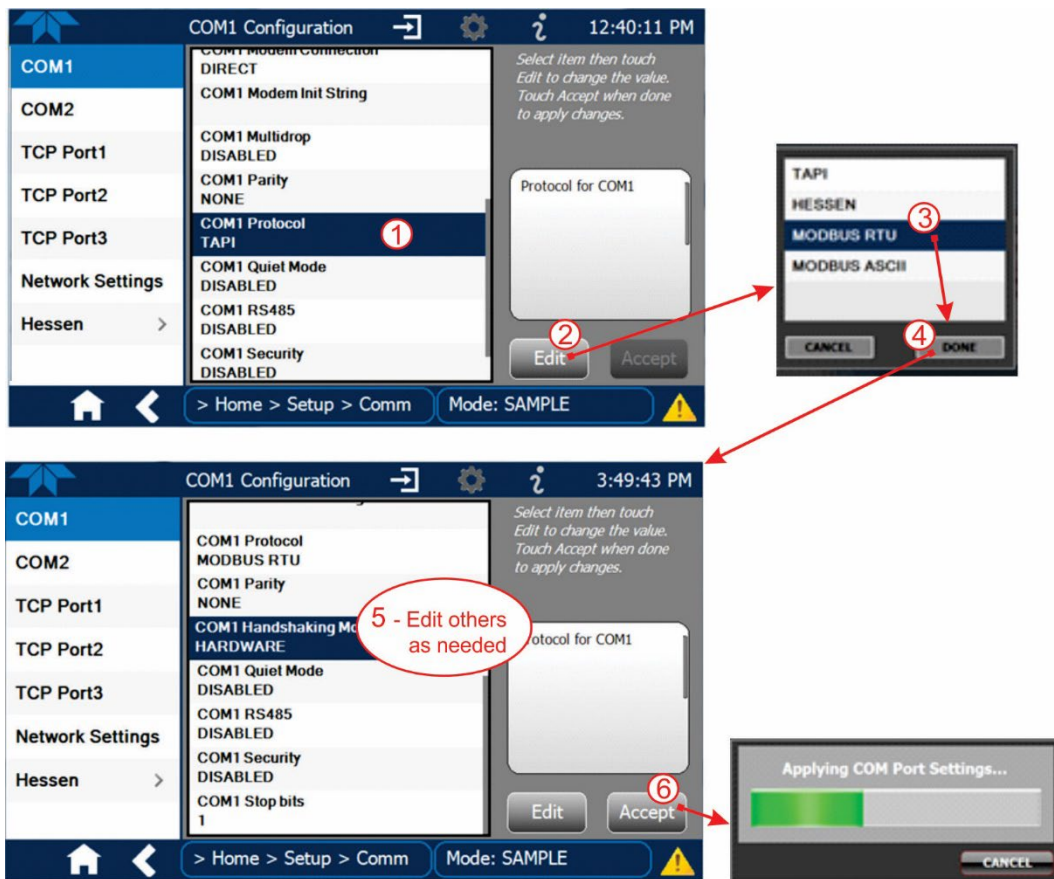 COM1 Configuration
12:40:11 PM
COM1
COM2
TCP Port1
TCP Port2
TCP Port3
Network Settings
Hessen >
COM1 Modem Connection
DIRECT
COM1 Modem Init String
COM1 Multidrop
DISABLED
COM1 Parity
NONE
COM1 Protocol
TAPI
1
COM1 Quiet Mode
DISABLED
COM1 RS485
DISABLED
COM1 Security
DISABLED
Select item then touch
Edit to change the value.
Touch Accept when done
to apply changes.
Protocol for COM1
2
Edit
Accept
> Home > Setup > Comm
Mode: SAMPLE
TAPI
HESSEN
3
MODBUS RTU
MODBUS ASCII
4
CANCEL
DONE
COM1 Configuration
3:49:43 PM
COM1
COM2
TCP Port1
TCP Port2
TCP Port3
Network Settings
Hessen >
COM1 Protocol
MODBUS RTU
COM1 Parity
NONE
COM1 Handshaking
HARDWARE
5 - Edit others
as needed
COM1 Quiet Mode
DISABLED
COM1 RS485
DISABLED
COM1 Security
DISABLED
COM1 Stop bits
1
Select item then touch
Edit to change the value.
Touch Accept when done
to apply changes.
rotocol for COM1
6
Edit
Accept
> Home > Setup > Comm
Mode: SAMPLE
Applying COM Port Settings...
CANCEL